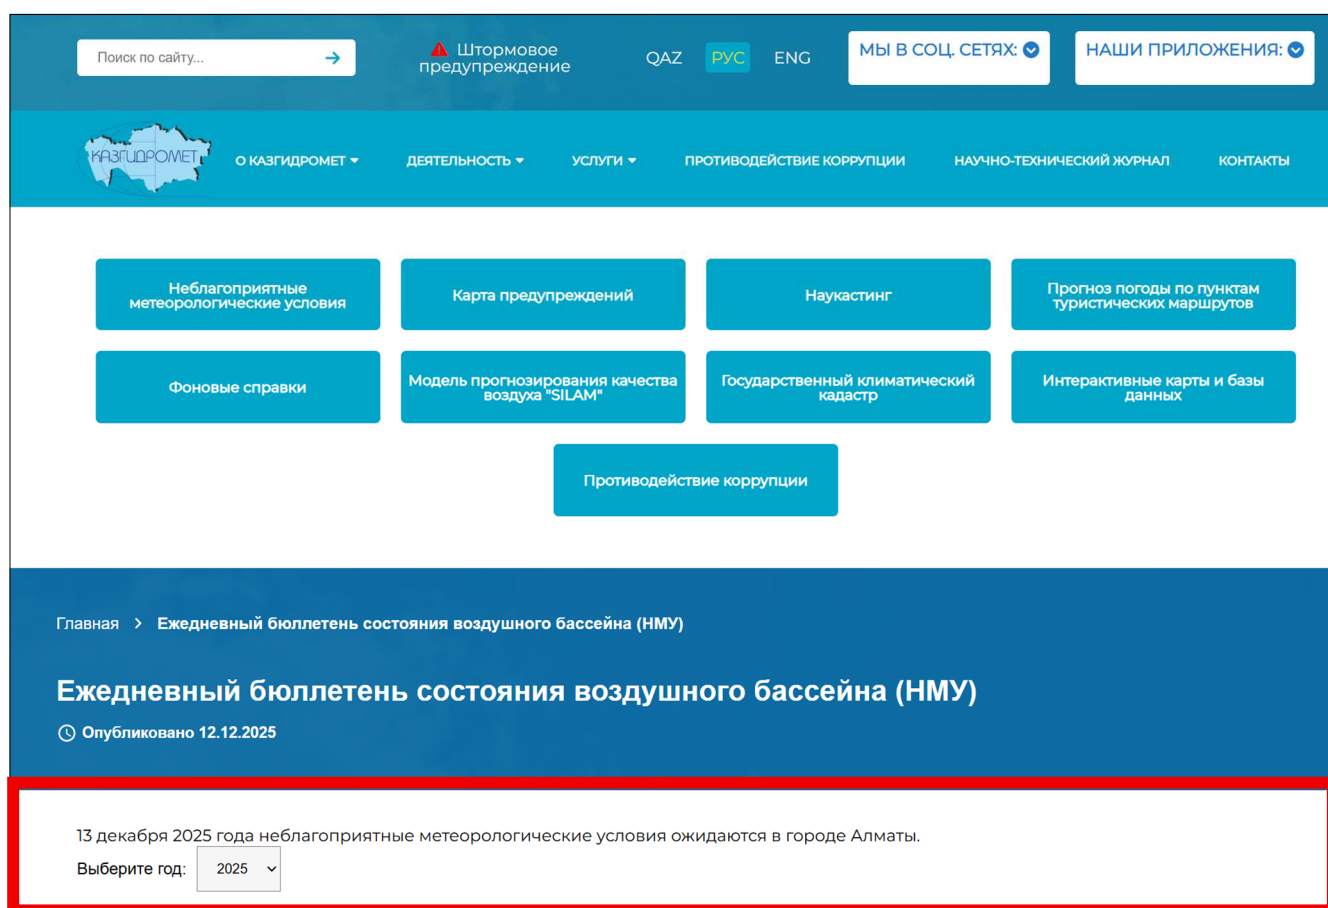 Поиск по сайту...
Штормовое
предупреждение
QAZ РУС ENG
МЫ В СОЦ. СЕТЯХ:
НАШИ ПРИЛОЖЕНИЯ:
КАЗГИДРОМЕТ
О КАЗГИДРОМЕТ
ДЕЯТЕЛЬНОСТЬ
УСЛУГИ
ПРОТИВОДЕЙСТВИЕ КОРРУПЦИИ
НАУЧНО-ТЕХНИЧЕСКИЙ ЖУРНАЛ
КОНТАКТЫ
Неблагоприятные
метеорологические условия
Карта предупреждений
Наукастинг
Прогноз погоды по пунктам
туристических маршрутов
Фоновые справки
Модель прогнозирования качества
воздуха "SILAM"
Государственный климатический
кадастр
Интерактивные карты и базы
данных
Противодействие коррупции
Главная > Ежедневный бюллетень состояния воздушного бассейна (НМУ)
Ежедневный бюллетень состояния воздушного бассейна (НМУ)
Опубликовано 12.12.2025
13 декабря 2025 года неблагоприятные метеорологические условия ожидаются в городе Алматы.
Выберите год: 2025